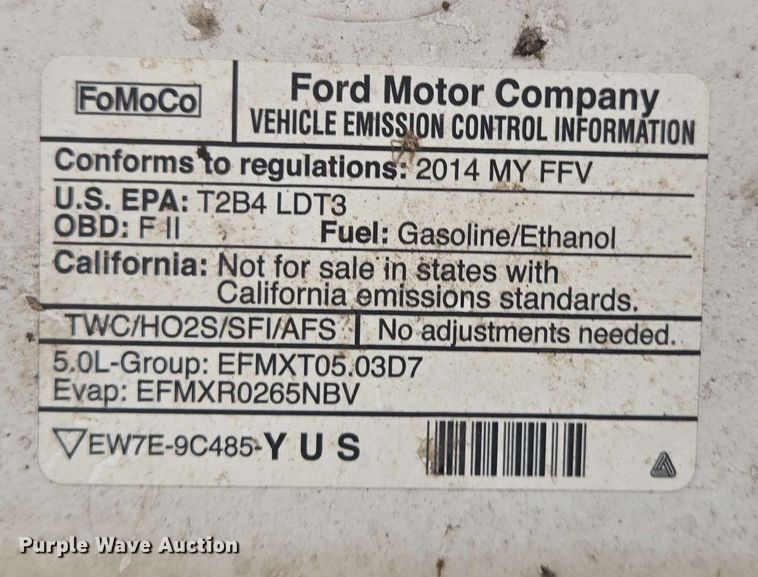 FoMoCo
Ford Motor Company
VEHICLE EMISSION CONTROL INFORMATION
Conforms to regulations: 2014 MY FFV
U.S. EPA: T2B4 LDT3
OBD: F II Fuel: Gasoline/Ethanol
California: Not for sale in states with
California emissions standards.
TWC/HO2S/SFI/AFS No adjustments needed.
5.0L-Group: EFMXT05.03D7
Evap: EFMXR0265NBV
EW7E-9C485-YUS
Purple Wave Auction